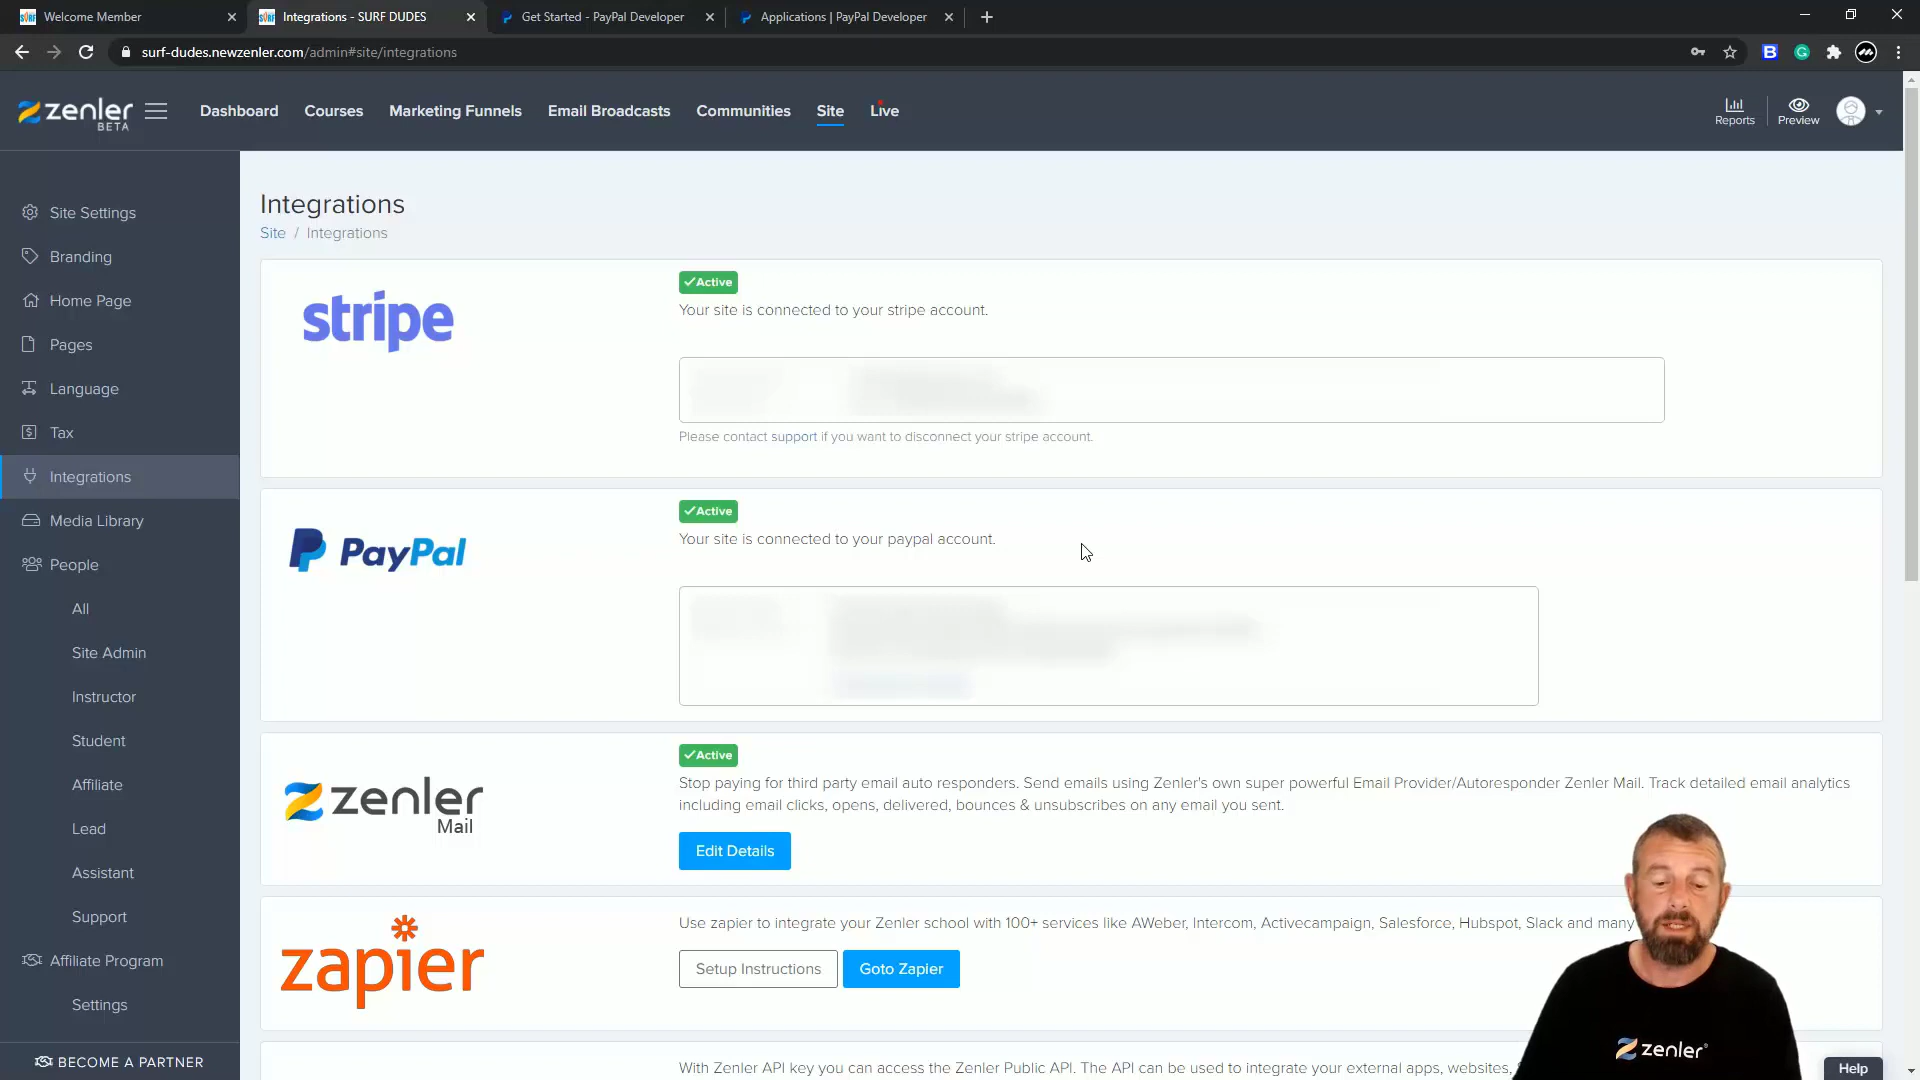 Welcome Member
Integrations - SURF DUDES
Get Started - PayPal Developer
Applications | PayPal Developer
surf-dudes.newzenler.com/admin#site/integrations
zenler
BETA
Dashboard
Courses
Marketing Funnels
Email Broadcasts
Communities
Site
Live
Reports
Preview
Site Settings
Branding
Home Page
Pages
Language
Tax
Integrations
Media Library
People
All
Site Admin
Instructor
Student
Affiliate
Lead
Assistant
Support
Affiliate Program
Settings
BECOME A PARTNER
Integrations
Site / Integrations
stripe
Active
Your site is connected to your stripe account.
Please contact support if you want to disconnect your stripe account.
PayPal
Active
Your site is connected to your paypal account.
zenler
Mail
Active
Stop paying for third party email auto responders. Send emails using Zenler's own super powerful Email Provider/Autoresponder Zenler Mail. Track detailed email analytics
including email clicks, opens, delivered, bounces & unsubscribes on any email you sent.
Edit Details
zapier
Use zapier to integrate your Zenler school with 100+ services like AWeber, Intercom, Activecampaign, Salesforce, Hubspot, Slack and many
Setup Instructions
Goto Zapier
With Zenler API key you can access the Zenler Public API. The API can be used to integrate your external apps, websites,
zenler
Help